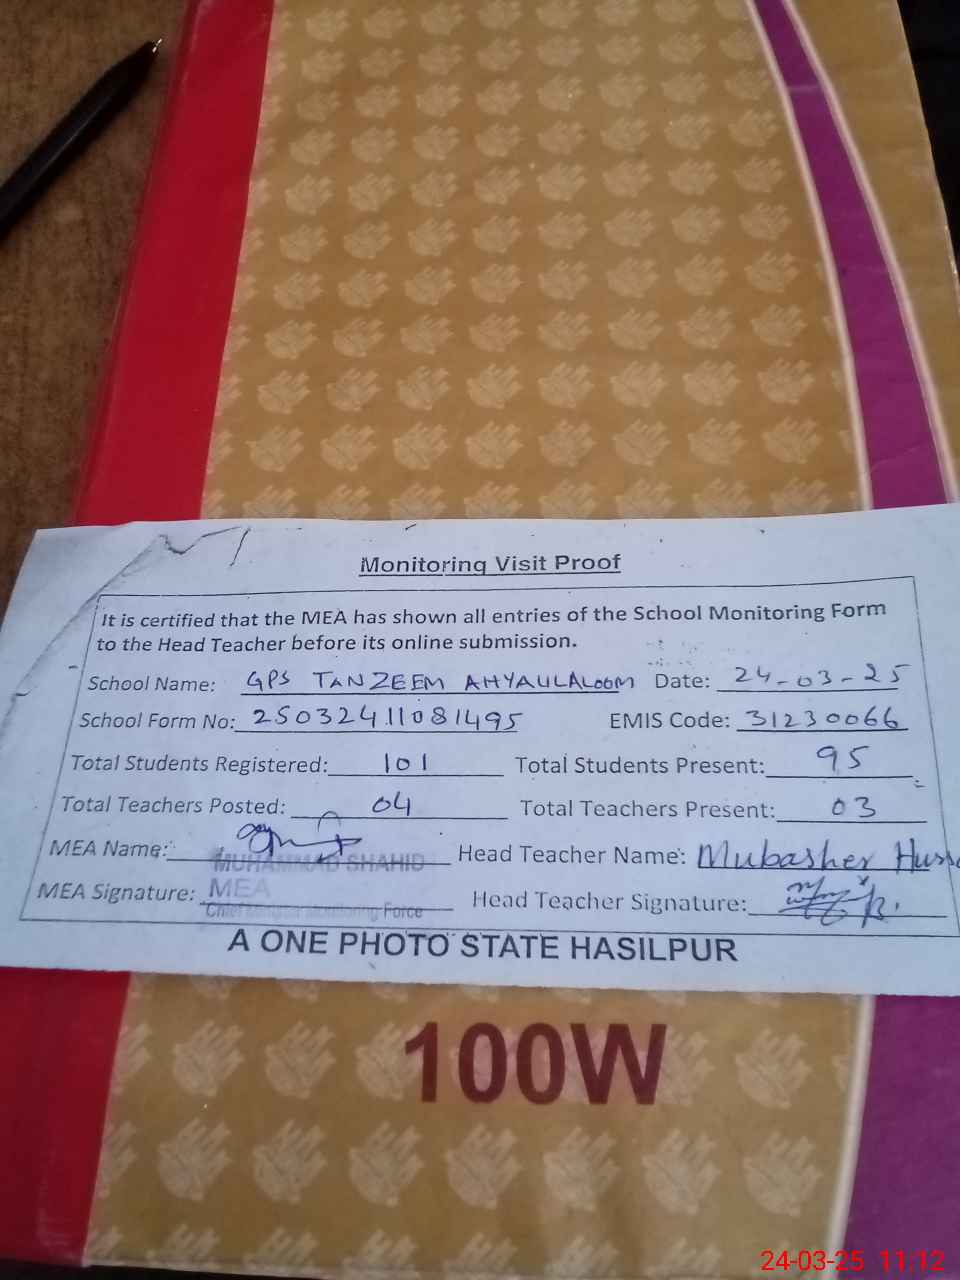 Monitoring Visit Proof
It is certified that the MEA has shown all entries of the School Monitoring Form
to the Head Teacher before its online submission.
School Name: GPS TANZEEM AHYAULALOOM Date: 24-03-25
School Form No: 25032411081495 EMIS Code: 31230066
Total Students Registered: 101 Total Students Present: 95
Total Teachers Posted: 04 Total Teachers Present: 03
MEA Name: MUHAMMAD SHAHID Head Teacher Name: Mubasher
MEA Signature: MEA Head Teacher Signature:
Chief Minister Monitoring Force
A ONE PHOTO STATE HASILPUR
100W
24-03-25 11:12